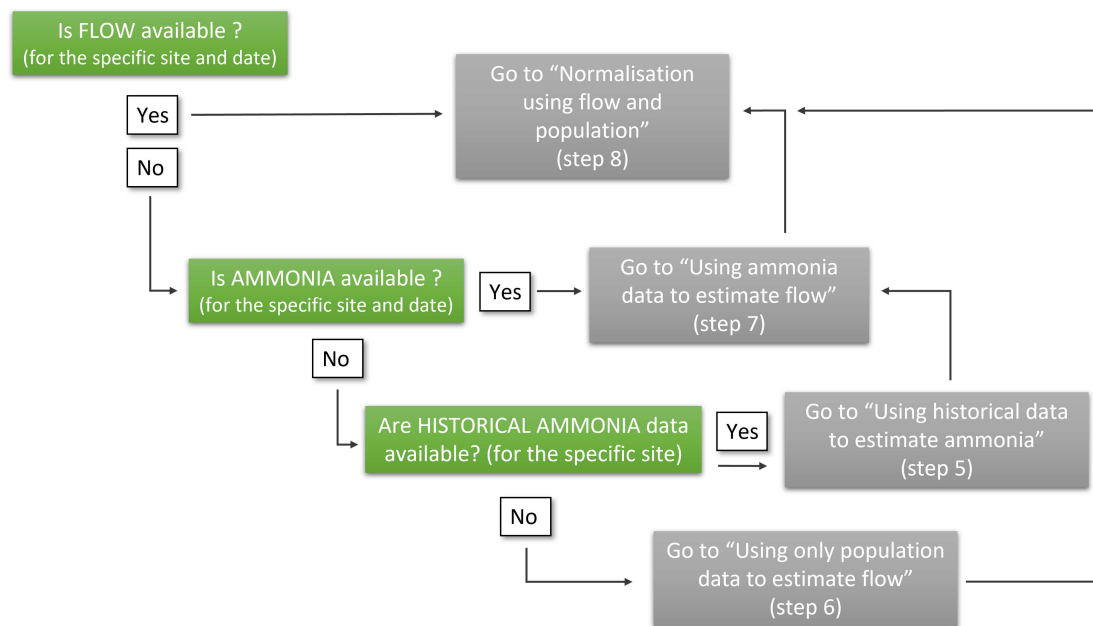 Is FLOW available ?
(for the specific site and date)
Go to “Normalisation
using flow and
population”
(step 8)
Yes
No
Is AMMONIA available ?
(for the specific site and date)
Yes
Go to “Using ammonia
data to estimate flow”
(step 7)
No
Are HISTORICAL AMMONIA data
available? (for the specific site)
Yes
Go to “Using historical data
to estimate ammonia”
(step 5)
No
Go to “Using only population
data to estimate flow”
(step 6)